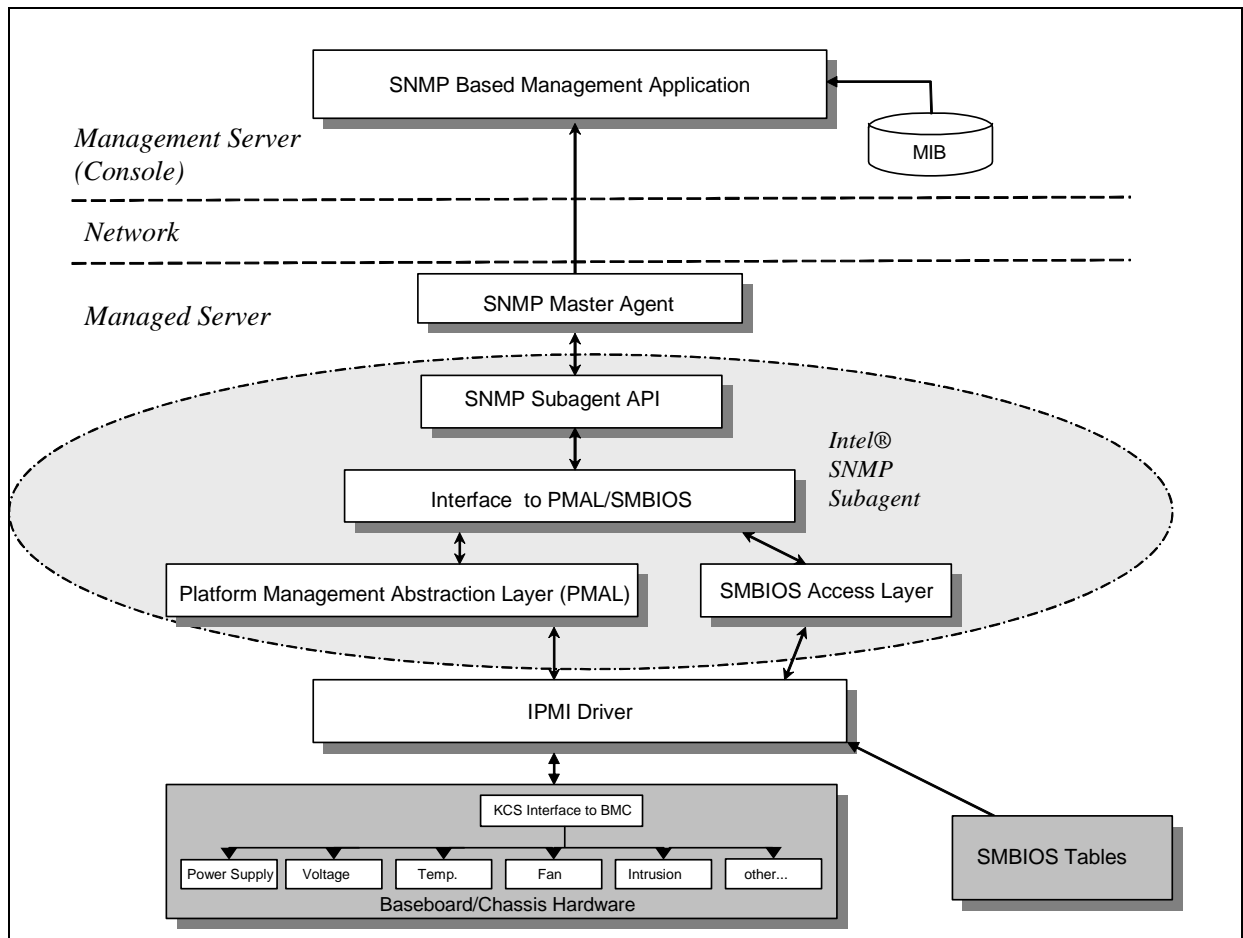 SNMP Based Management Application
MIB
Management Server
(Console)
Network
SNMP Master Agent
Managed Server
SNMP Subagent API
Intel®
SNMP
Subagent
Interface to PMAL/SMBIOS
Platform Management Abstraction Layer (PMAL)
SMBIOS Access Layer
IPMI Driver
KCS Interface to BMC
Power Supply
Voltage
Temp.
Fan
Intrusion
other...
Baseboard/Chassis Hardware
SMBIOS Tables